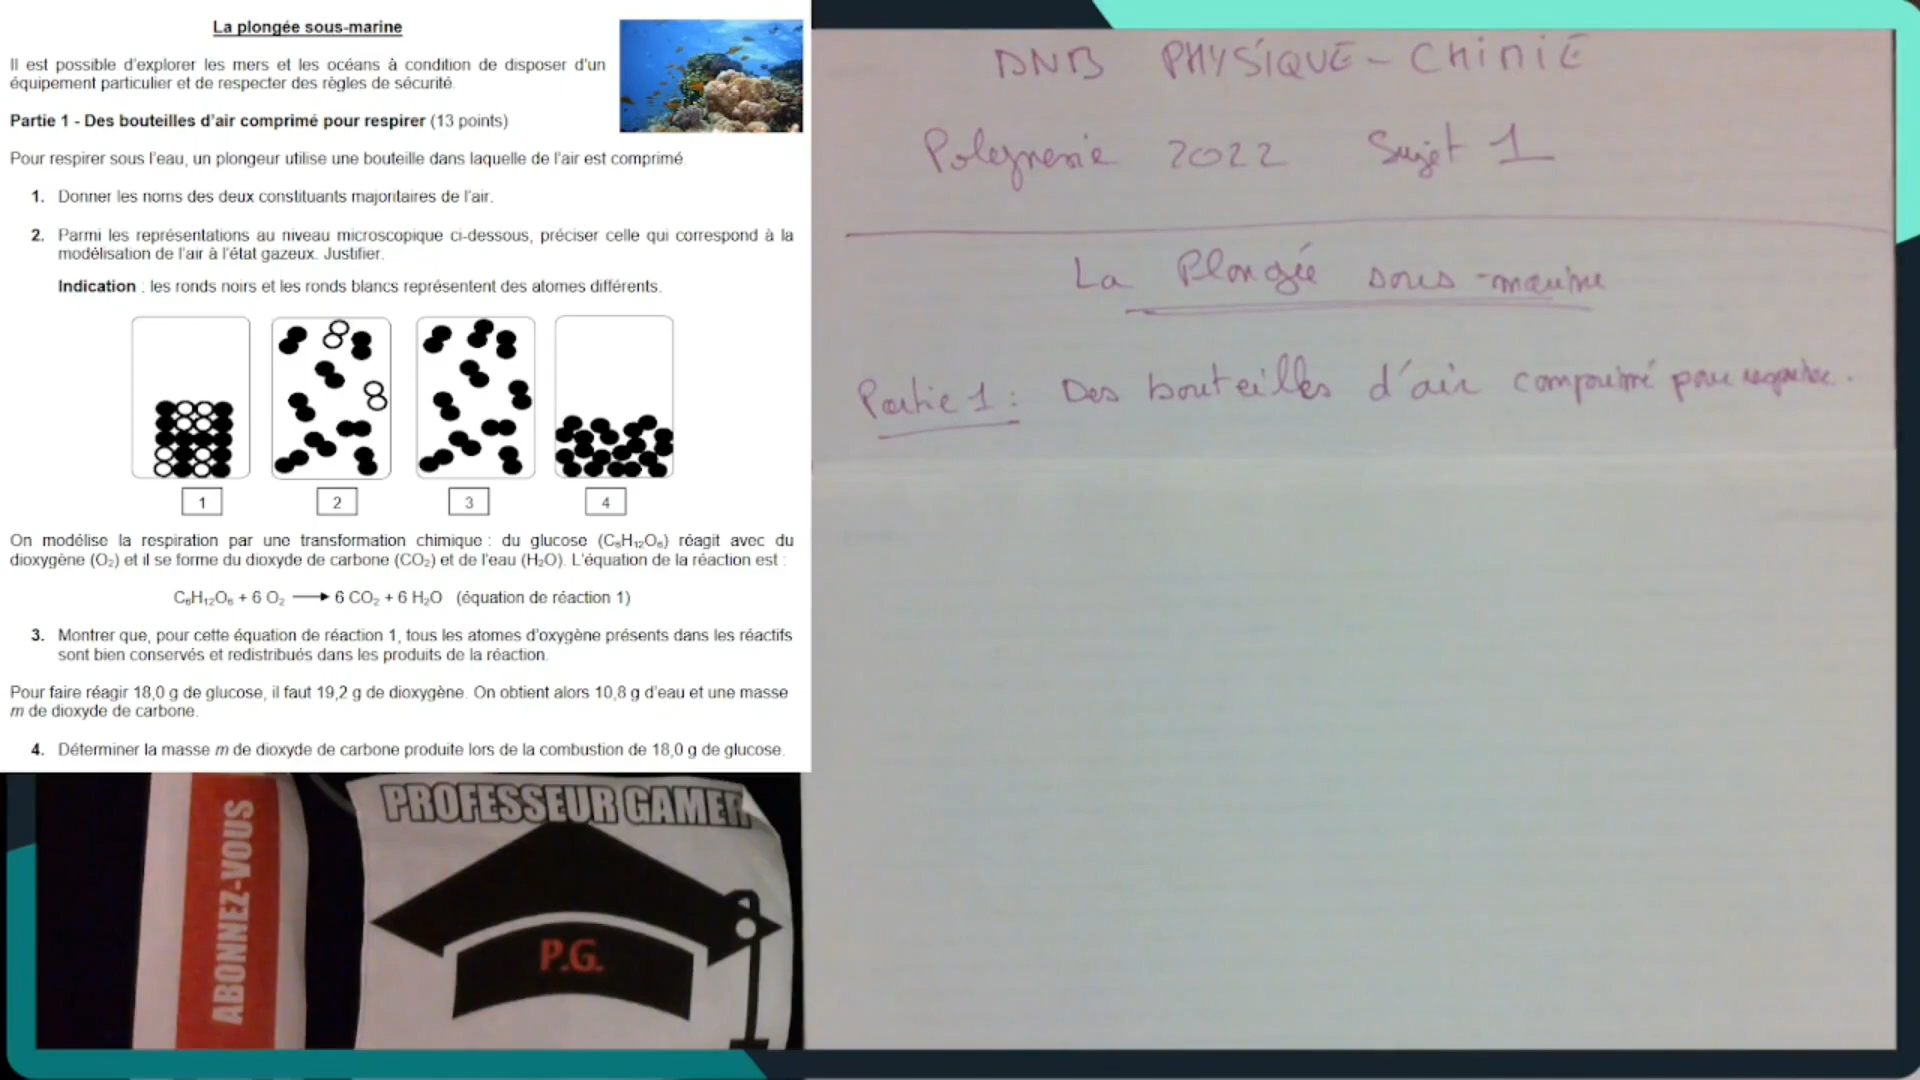 La plongée sous-marine
Il est possible d'explorer les mers et les océans à condition de disposer d'un
équipement particulier et de respecter des règles de sécurité.
Partie 1 - Des bouteilles d'air comprimé pour respirer (13 points)
Pour respirer sous l'eau, un plongeur utilise une bouteille dans laquelle de l'air est comprimé.
1. Donner les noms des deux constituants majoritaires de l'air.
2. Parmi les représentations au niveau microscopique ci-dessous, préciser celle qui correspond à la
modélisation de l'air à l'état gazeux. Justifier.
Indication : les ronds noirs et les ronds blancs représentent des atomes différents.
1 2 3 4
On modélise la respiration par une transformation chimique : du glucose (C₆H₁₂O₆) réagit avec du
dioxygène (O₂) et il se forme du dioxyde de carbone (CO₂) et de l'eau (H₂O). L'équation de la réaction est :
C₆H₁₂O₆ + 6 O₂ ⟶ 6 CO₂ + 6 H₂O (équation de réaction 1)
3. Montrer que, pour cette équation de réaction 1, tous les atomes d'oxygène présents dans les réactifs
sont bien conservés et redistribués dans les produits de la réaction.
Pour faire réagir 18,0 g de glucose, il faut 19,2 g de dioxygène. On obtient alors 10,8 g d'eau et une masse
m de dioxyde de carbone.
4. Déterminer la masse m de dioxyde de carbone produite lors de la combustion de 18,0 g de glucose.
ABONNEZ-VOUS
PROFESSEUR GAMER
P.G.
DNB PHYSIQUE - CHIMIE
Polynesie 2022 Sujet 1
La Plongée sous-marine
Partie 1 : Des bouteilles d'air comprimé pour respirer.